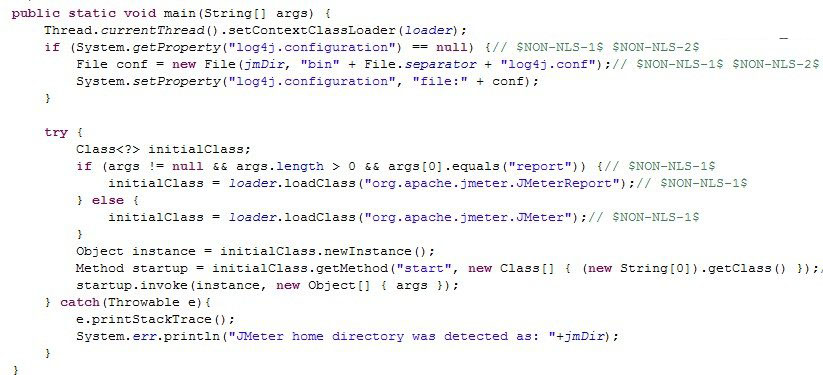 public static void main(String[] args) {
    Thread.currentThread().setContextClassLoader(loader);
    if (System.getProperty("log4j.configuration") == null) {// $NON-NLS-1$ $NON-NLS-2$
        File conf = new File(jmDir, "bin" + File.separator + "log4j.conf");// $NON-NLS-1$ $NON-NLS-2$
        System.setProperty("log4j.configuration", "file:" + conf);
    }

    try {
        Class<?> initialClass;
        if (args != null && args.length > 0 && args[0].equals("report")) {// $NON-NLS-1$
            initialClass = loader.loadClass("org.apache.jmeter.JMeterReport");// $NON-NLS-1$
        } else {
            initialClass = loader.loadClass("org.apache.jmeter.JMeter");// $NON-NLS-1$
        }
        Object instance = initialClass.newInstance();
        Method startup = initialClass.getMethod("start", new Class[] { (new String[0]).getClass() });
        startup.invoke(instance, new Object[] { args });
    } catch(Throwable e){
        e.printStackTrace();
        System.err.println("JMeter home directory was detected as: "+jmDir);
    }
}